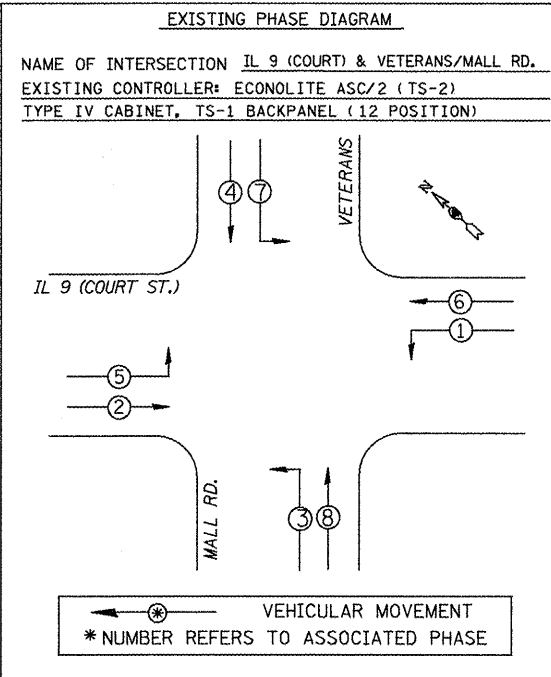 EXISTING PHASE DIAGRAM
NAME OF INTERSECTION IL 9 (COURT) & VETERANS/MALL RD.
EXISTING CONTROLLER: ECONOLITE ASC/2 (TS-2)
TYPE IV CABINET, TS-1 BACKPANEL (12 POSITION)
4 7
VETERANS
N
IL 9 (COURT ST.)
6
1
5
2
MALL RD.
3 8
* VEHICULAR MOVEMENT
* NUMBER REFERS TO ASSOCIATED PHASE